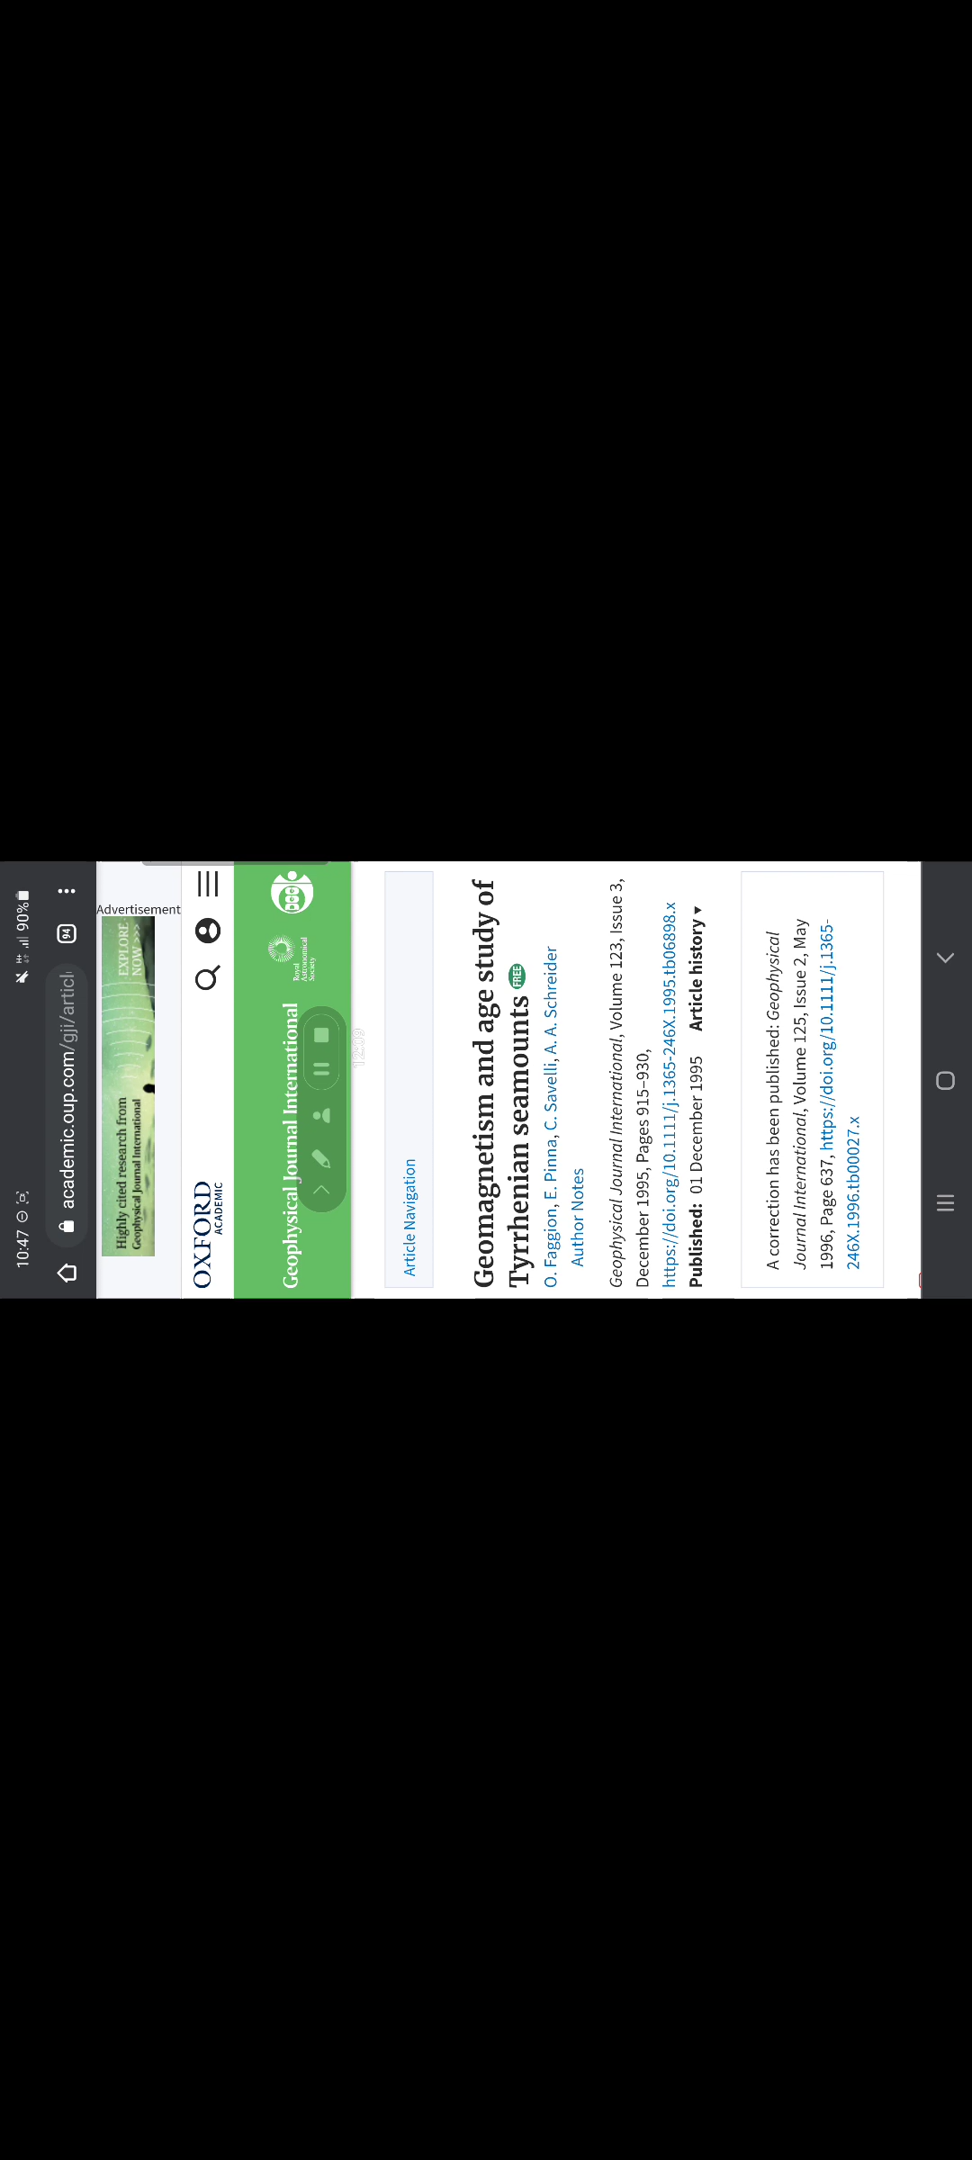 10:47
90%
academic.oup.com/gji/articl
94
Advertisement
Highly cited research from
Geophysical Journal International
EXPLORE
NOW >>>
OXFORD
ACADEMIC
Geophysical Journal International
Royal
Astronomical
Society
Article Navigation
Geomagnetism and age study of
Tyrrhenian seamounts FREE
O. Faggion, E. Pinna, C. Savelli, A. A. Schreider
Author Notes
Geophysical Journal International, Volume 123, Issue 3,
December 1995, Pages 915–930,
https://doi.org/10.1111/j.1365-246X.1995.tb06898.x
Published: 01 December 1995 Article history ▾
A correction has been published: Geophysical
Journal International, Volume 125, Issue 2, May
1996, Page 637, https://doi.org/10.1111/j.1365-
246X.1996.tb00027.x